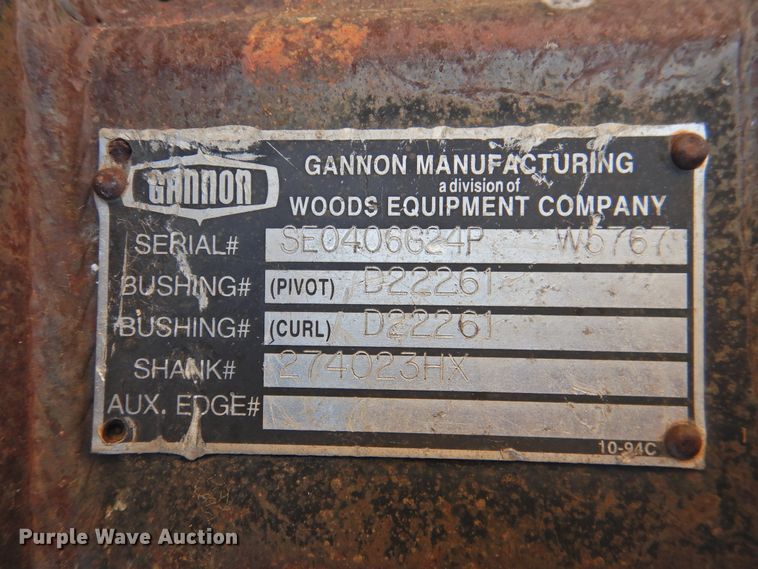 GANNON
GANNON MANUFACTURING
a division of
WOODS EQUIPMENT COMPANY
SERIAL# SE0406G24P W5767
BUSHING# (PIVOT) D22261
BUSHING# (CURL) D22261
SHANK# 274023HX
AUX. EDGE#
10-94C
Purple Wave Auction